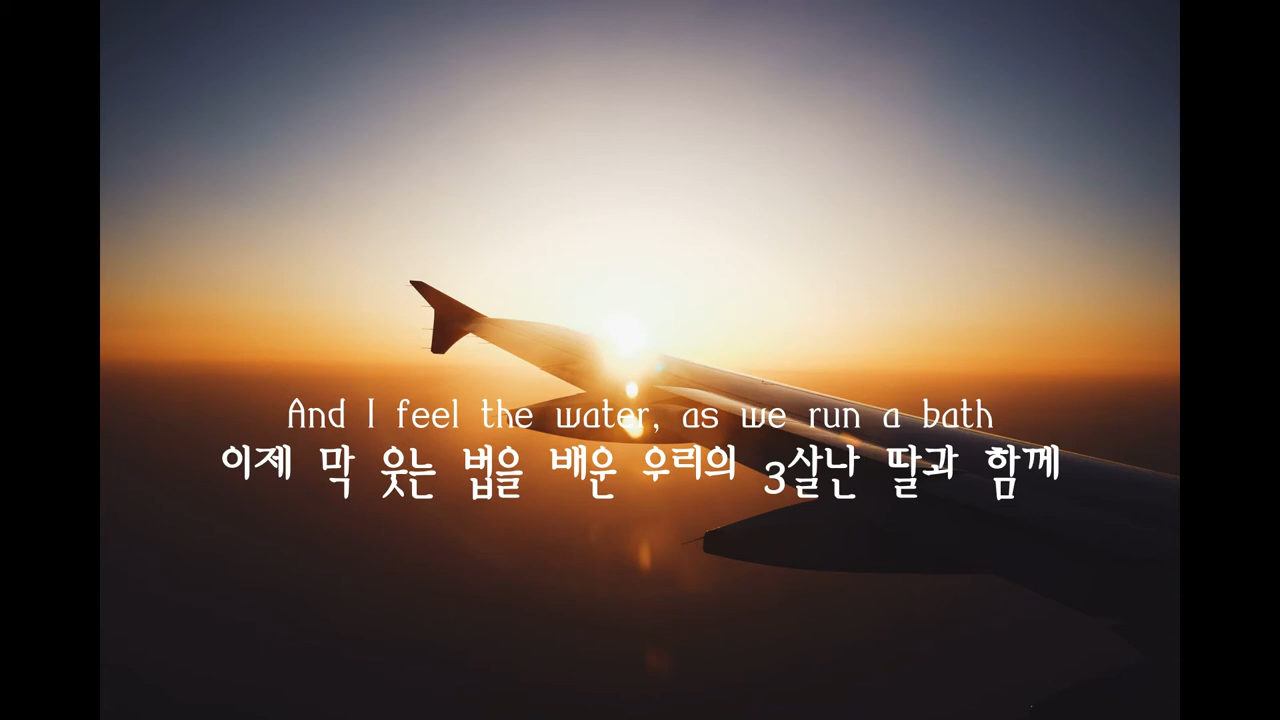 And I feel the water, as we run a bath
이제 막 웃는 법을 배운 우리의 3살난 딸과 함께